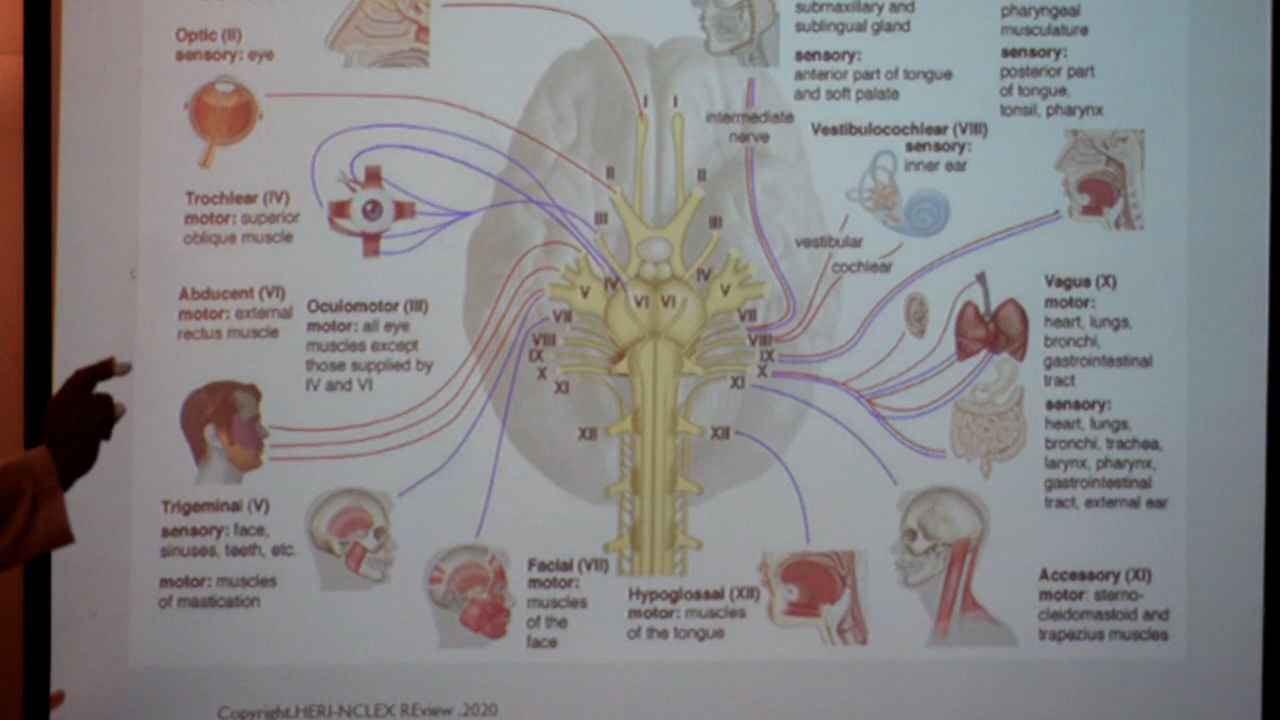 Optic (II)
sensory: eye
submaxillary and
sublingual gland
sensory:
anterior part of tongue
and soft palate
pharyngeal
musculature
sensory:
posterior part
of tongue,
tonsil, pharynx
I
I
intermediate
nerve
Vestibulocochlear (VIII)
sensory:
inner ear
II
II
Trochlear (IV)
motor: superior
oblique muscle
III
III
vestibular
cochlear
Abducent (VI)
motor: external
rectus muscle
Oculomotor (III)
motor: all eye
muscles except
those supplied by
IV and VI
IV
IV
V
V
VI
VI
VII
VII
VIII
VIII
IX
IX
X
X
XI
XI
XII
XII
Vagus (X)
motor:
heart, lungs,
bronchi,
gastrointestinal
tract
sensory:
heart, lungs,
bronchi, trachea,
larynx, pharynx,
gastrointestinal
tract, external ear
Trigeminal (V)
sensory: face,
sinuses, teeth, etc.
motor: muscles
of mastication
Facial (VII)
motor:
muscles
of the
face
Hypoglossal (XII)
motor: muscles
of the tongue
Accessory (XI)
motor: sterno-
cleidomastoid and
trapezius muscles
Copyright.HERI-NCLEX REview .2020